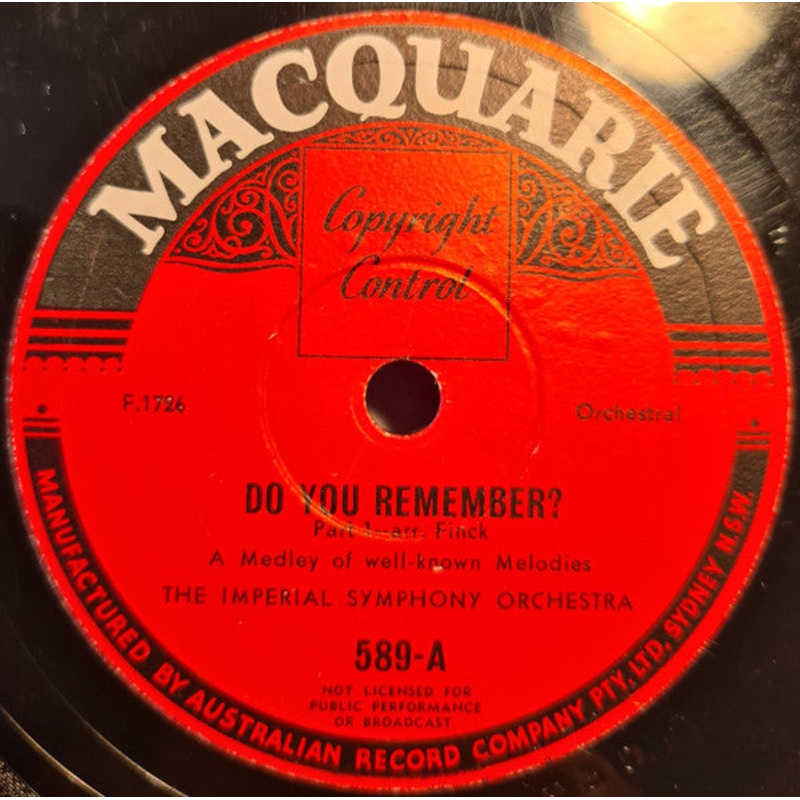 MACQUARIE
Copyright
Control
F.1726
Orchestral
DO YOU REMEMBER?
Part 1—arr. Finck
A Medley of well-known Melodies
THE IMPERIAL SYMPHONY ORCHESTRA
589-A
NOT LICENSED FOR
PUBLIC PERFORMANCE
OR BROADCAST
MANUFACTURED BY AUSTRALIAN RECORD COMPANY PTY. LTD. SYDNEY N.S.W.